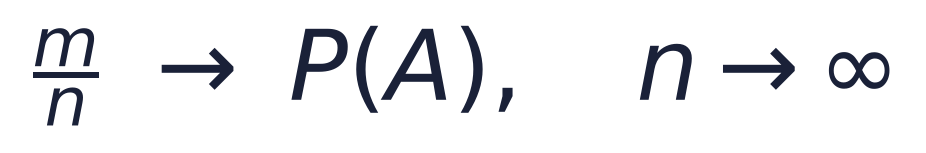 m/n → P(A),   n → ∞